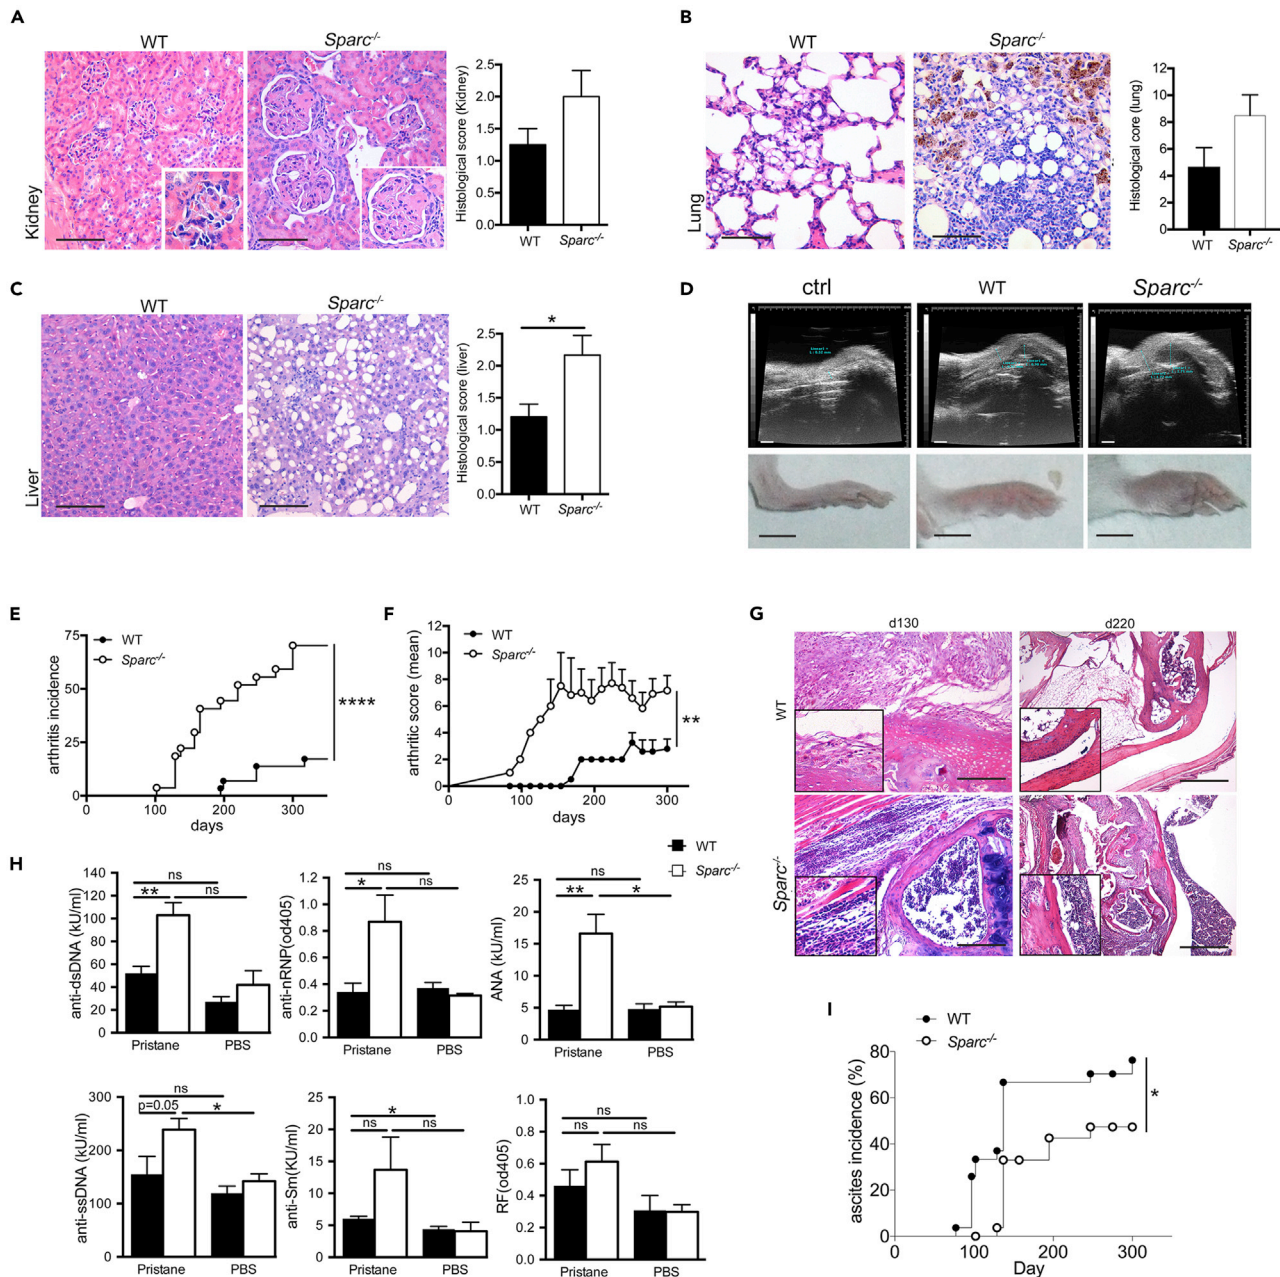 A
WT
Sparc-/-
Kidney
Histological score (Kidney)
2.5
2.0
1.5
1.0
0.5
0.0
WT
Sparc-/-
B
WT
Sparc-/-
Lung
Histological core (lung)
12
10
8
6
4
2
0
WT
Sparc-/-
C
WT
Sparc-/-
Liver
Histological score (liver)
2.5
2.0
1.5
1.0
0.5
0.0
*
WT
Sparc-/-
D
ctrl
WT
Sparc-/-
E
WT
Sparc-/-
arthritis incidence
75
50
25
0
0 100 200 300
days
****
F
WT
Sparc-/-
arthritic score (mean)
12
10
8
6
4
2
0
0 100 200 300
days
**
G
d130
d220
WT
Sparc-/-
H
WT
Sparc-/-
anti-dsDNA (kU/ml)
140
120
100
80
60
40
20
0
ns
** ns
Pristane PBS
anti-nRNP(od405)
1.2
1.0
0.8
0.6
0.4
0.2
0.0
ns
* ns
Pristane PBS
ANA (kU/ml)
25
20
15
10
5
0
ns
** *
Pristane PBS
anti-ssDNA (kU/ml)
300
200
100
0
ns
p=0.05 *
Pristane PBS
anti-Sm(KU/ml)
25
20
15
10
5
0
*
ns ns
Pristane PBS
RF(od405)
1.0
0.8
0.6
0.4
0.2
0.0
ns
ns ns
Pristane PBS
I
WT
Sparc-/-
ascites incidence (%)
80
60
40
20
0
0 100 200 300
Day
*